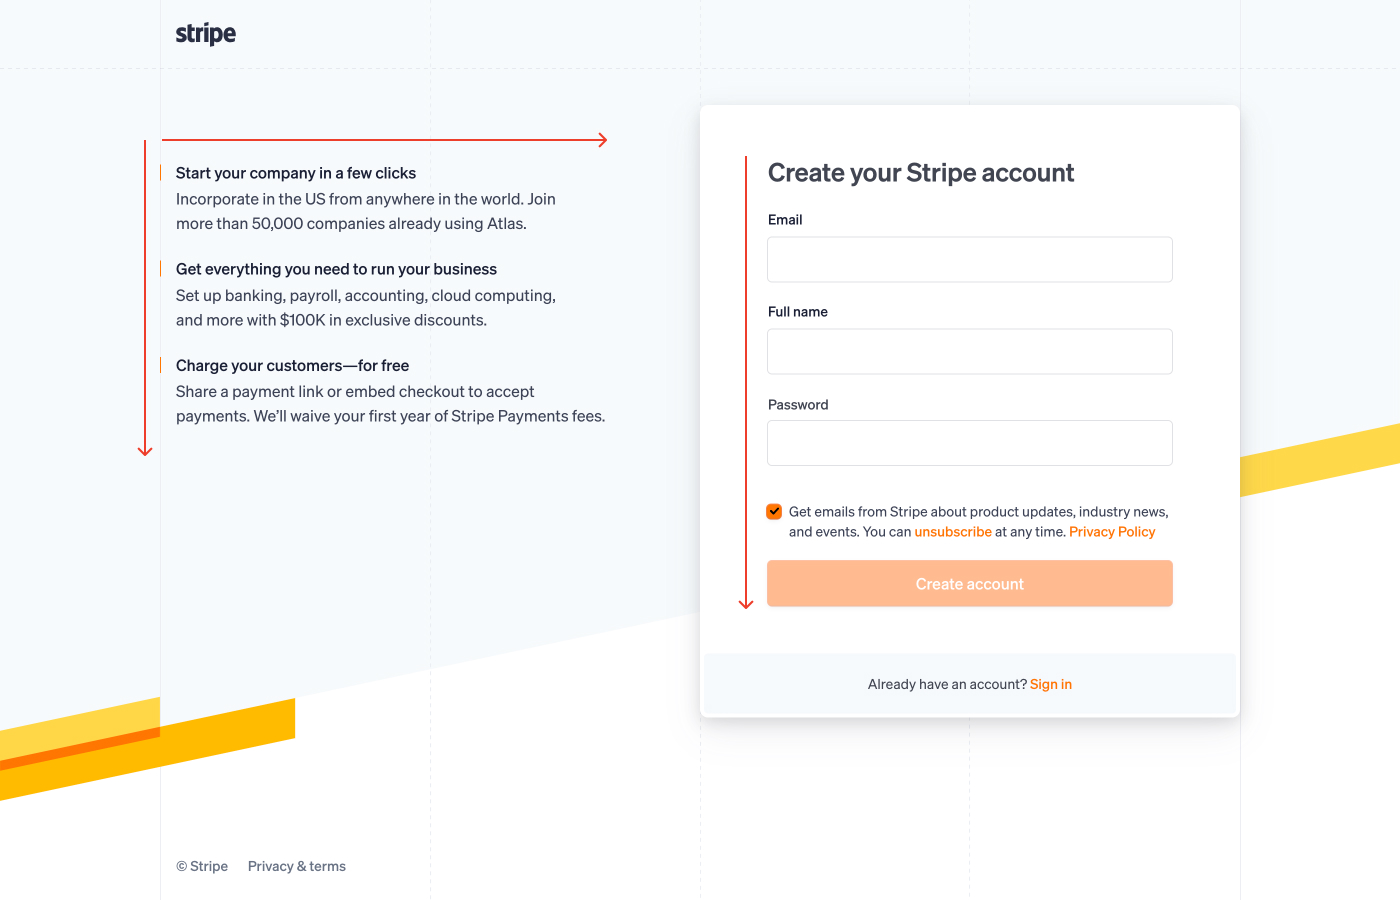 stripe
Start your company in a few clicks
Incorporate in the US from anywhere in the world. Join
more than 50,000 companies already using Atlas.
Get everything you need to run your business
Set up banking, payroll, accounting, cloud computing,
and more with $100K in exclusive discounts.
Charge your customers—for free
Share a payment link or embed checkout to accept
payments. We’ll waive your first year of Stripe Payments fees.
Create your Stripe account
Email
Full name
Password
Get emails from Stripe about product updates, industry news,
and events. You can unsubscribe at any time. Privacy Policy
Create account
Already have an account? Sign in
© Stripe Privacy & terms